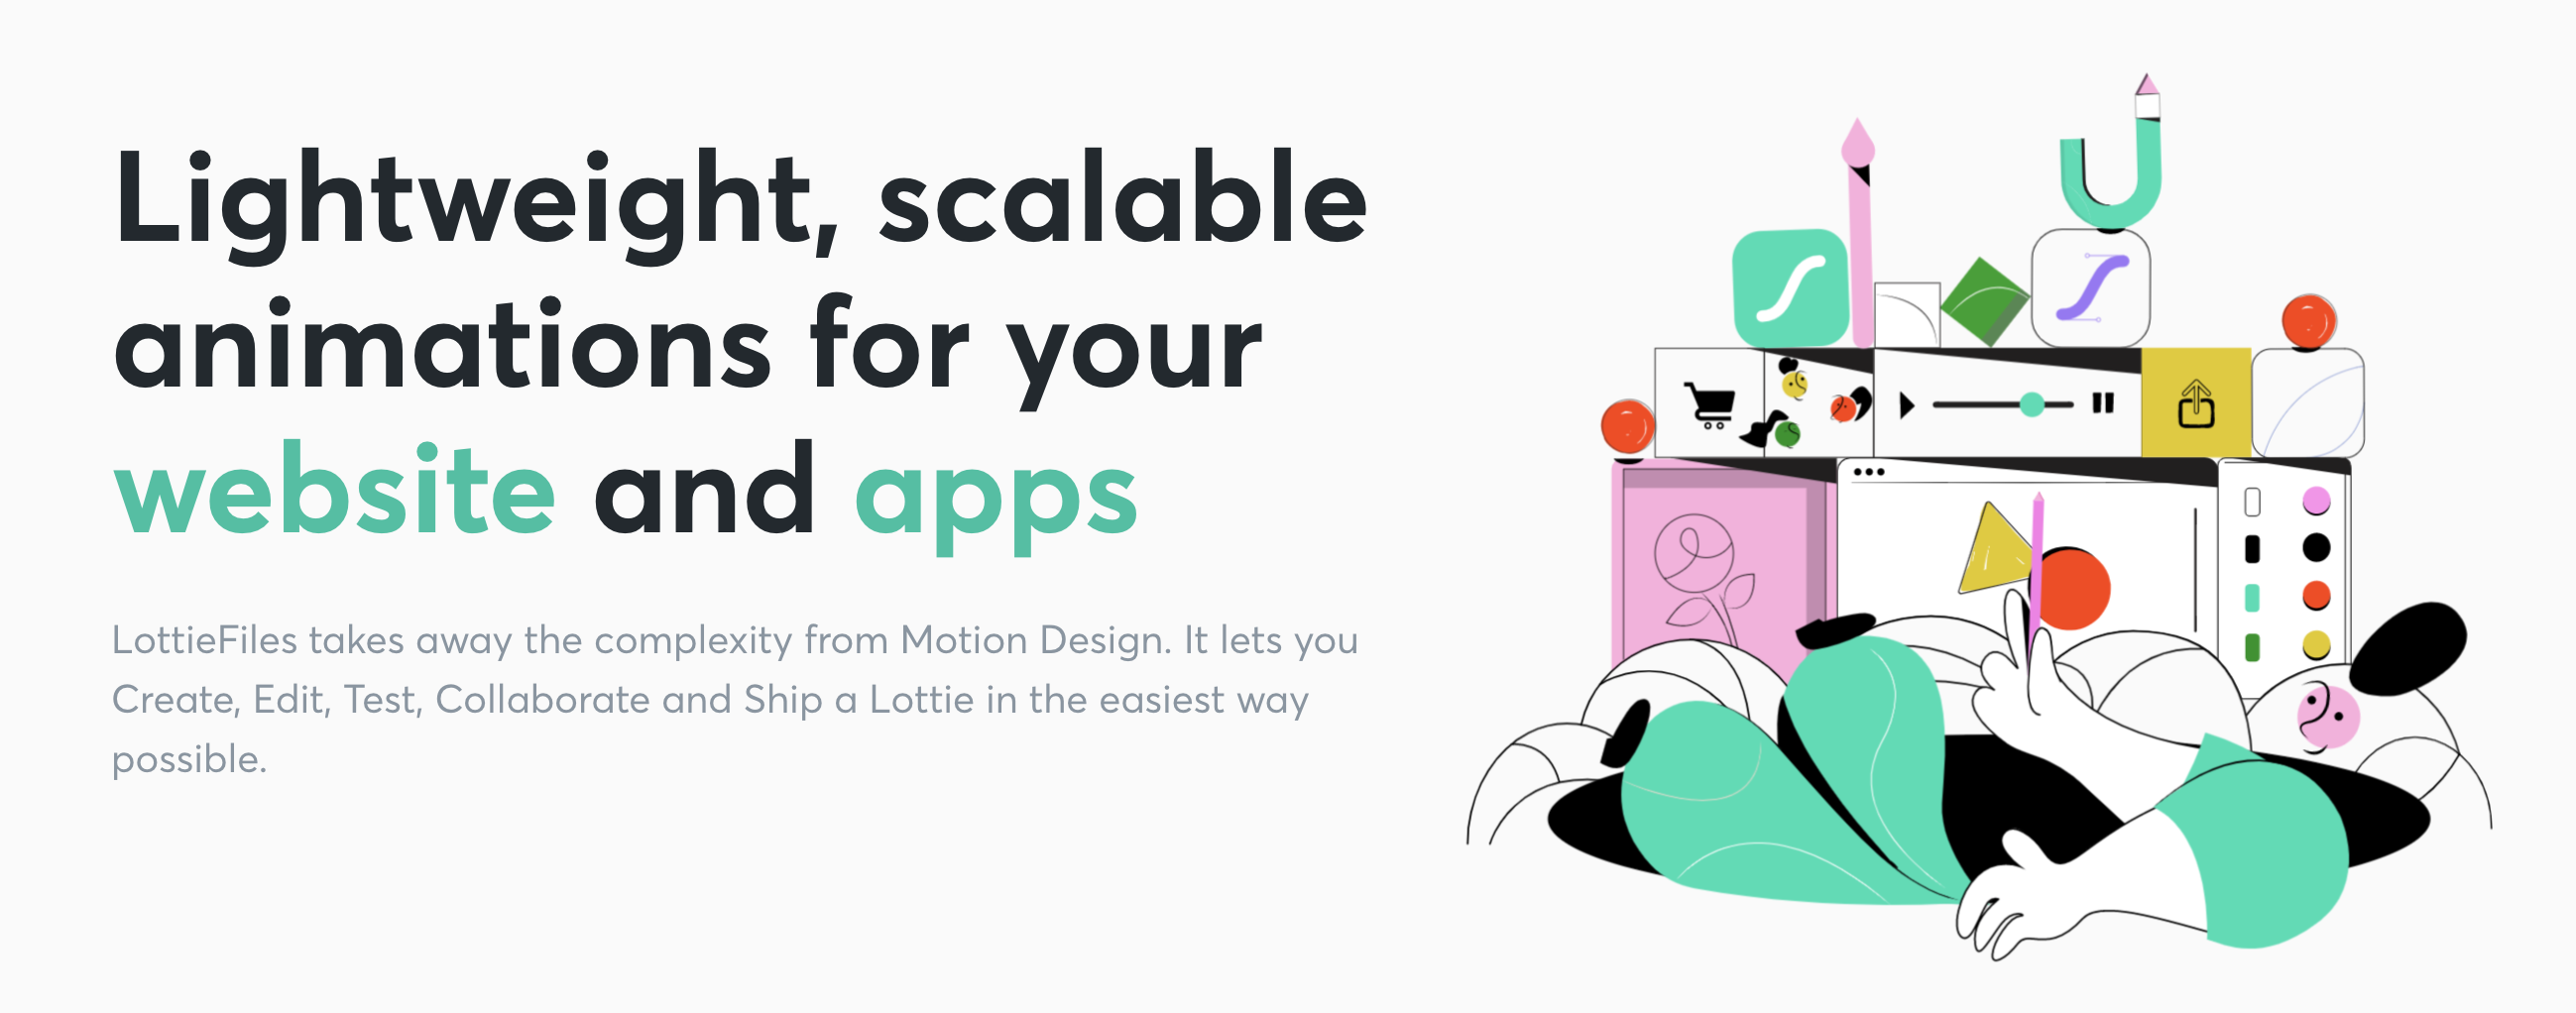 Lightweight, scalable
animations for your
website and apps
LottieFiles takes away the complexity from Motion Design. It lets you
Create, Edit, Test, Collaborate and Ship a Lottie in the easiest way
possible.